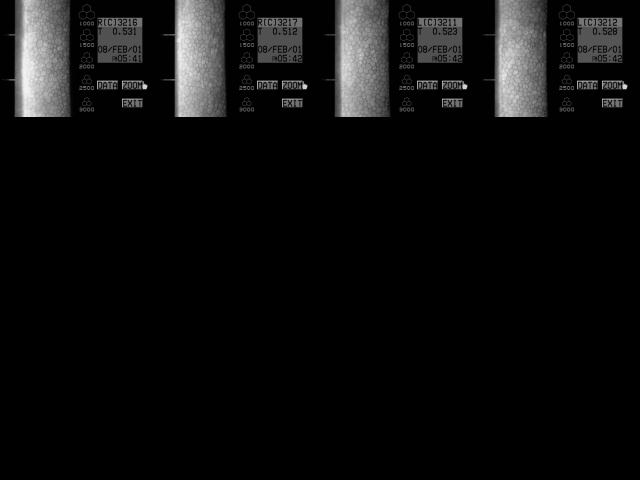 R(C)3216
T 0.531
08/FEB/01
PM05:41
DATA ZOOM
EXIT
1000
1500
2000
2500
3000
R(C)3217
T 0.512
08/FEB/01
PM05:42
DATA ZOOM
EXIT
1000
1500
2000
2500
3000
L(C)3211
T 0.523
08/FEB/01
PM05:42
DATA ZOOM
EXIT
1000
1500
2000
2500
3000
L(C)3212
T 0.528
08/FEB/01
PM05:42
DATA ZOOM
EXIT
1000
1500
2000
2500
3000